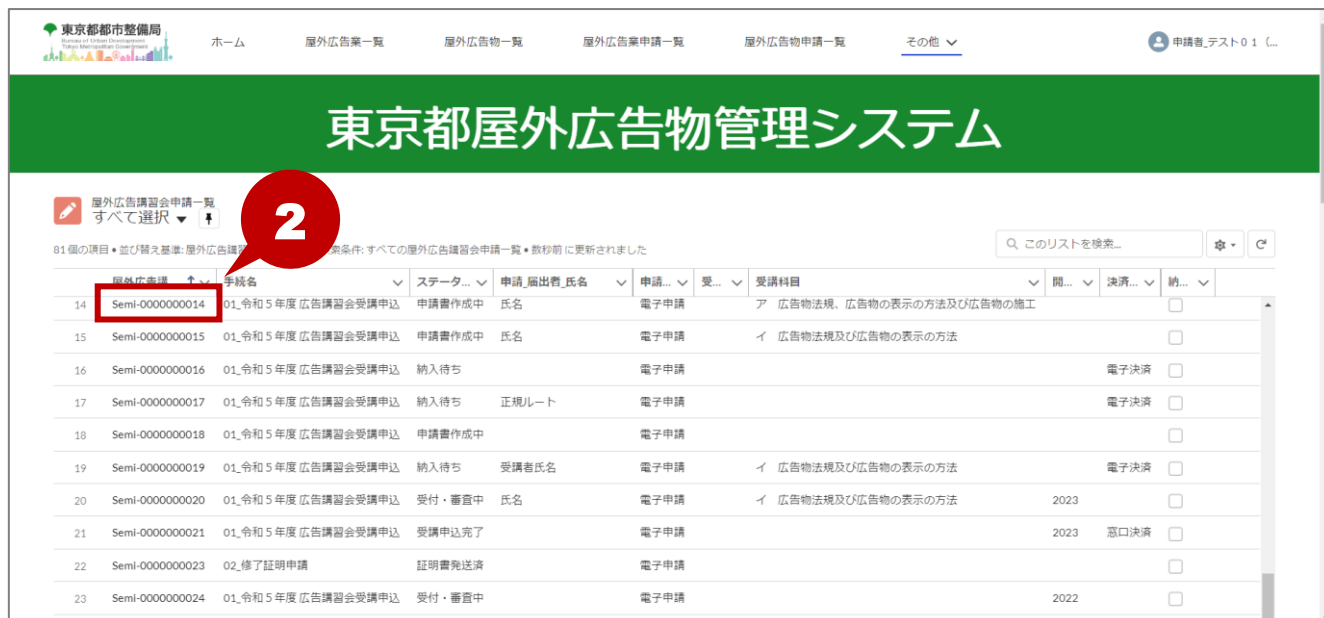 東京都都市整備局
Bureau of Urban Development
Tokyo Metropolitan Government
ホーム 屋外広告業一覧 屋外広告物一覧 屋外広告業申請一覧 屋外広告物申請一覧 その他 申請者_テスト０１（...
東京都屋外広告物管理システム
屋外広告講習会申請一覧
すべて選択
2
81個の項目 • 並び替え基準: 屋外広告講習 索条件: すべての屋外広告講習会申請一覧 • 数秒前 に更新されました
このリストを検索...
屋外広告講... 手続名 ステータ... 申請_届出者_氏名 申請... 受... 受講科目 開... 決済... 納...
14 Semi-0000000014 01_令和５年度 広告講習会受講申込 申請書作成中 氏名 電子申請 ア 広告物法規、広告物の表示の方法及び広告物の施工
15 Semi-0000000015 01_令和５年度 広告講習会受講申込 申請書作成中 氏名 電子申請 イ 広告物法規及び広告物の表示の方法
16 Semi-0000000016 01_令和５年度 広告講習会受講申込 納入待ち 電子申請 電子決済
17 Semi-0000000017 01_令和５年度 広告講習会受講申込 納入待ち 正規ルート 電子申請 電子決済
18 Semi-0000000018 01_令和５年度 広告講習会受講申込 申請書作成中 電子申請
19 Semi-0000000019 01_令和５年度 広告講習会受講申込 納入待ち 受講者氏名 電子申請 イ 広告物法規及び広告物の表示の方法 電子決済
20 Semi-0000000020 01_令和５年度 広告講習会受講申込 受付・審査中 氏名 電子申請 イ 広告物法規及び広告物の表示の方法 2023
21 Semi-0000000021 01_令和５年度 広告講習会受講申込 受講申込完了 電子申請 2023 窓口決済
22 Semi-0000000023 02_修了証明申請 証明書発送済 電子申請
23 Semi-0000000024 01_令和５年度 広告講習会受講申込 受付・審査中 電子申請 2022